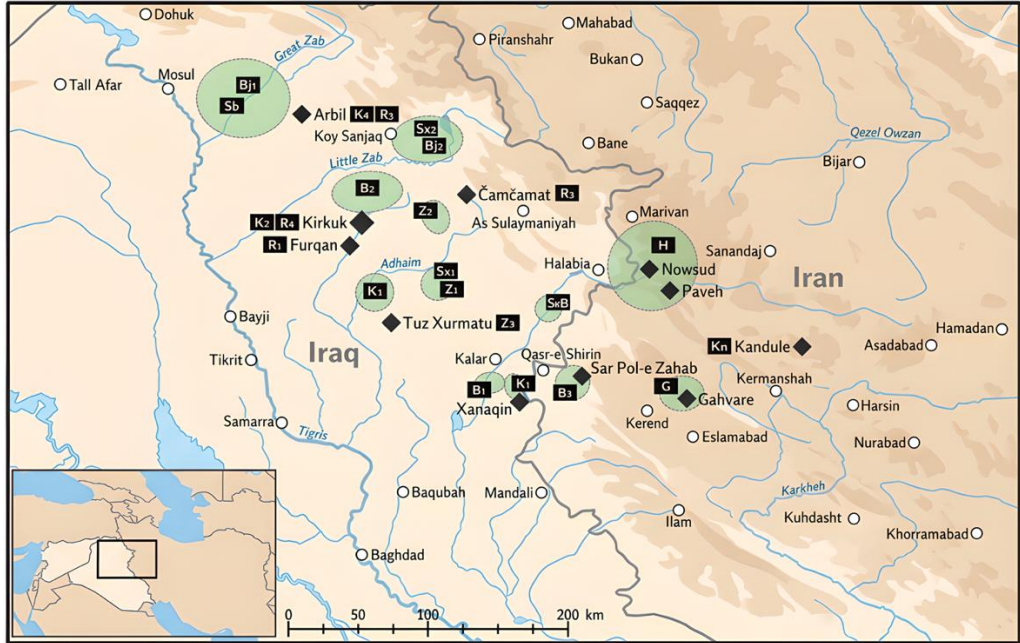 Dohuk
Mahabad
Great Zab
Piranshahr
Bukan
Tall Afar
Mosul
Bj1
Sb
Saqqez
Arbil K4 R3
Koy Sanjaq
Sx2
Bj2
Qezel Owzan
Bane
Bijar
Little Zab
B2
Čamčamat R3
Z2
As Sulaymaniyah
Marivan
K2 R4 Kirkuk
R1 Furqan
H
Sanandaj
Adhaim
Sx1
Z1
Halabia
Nowsud
Iran
K1
Paveh
SKB
Bayji
Tuz Xurmatu Z3
Hamadan
Iraq
Kn Kandule
Asadabad
Tikrit
Kalar
Qasr-e Shirin
Sar Pol-e Zahab
Kermanshah
B1
K1
B3
G
Gahvare
Xanaqin
Harsin
Kerend
Samarra
Tigris
Eslamabad
Nurabad
Baqubah
Mandali
Karkheh
Ilam
Kuhdasht
Khorramabad
Baghdad
0 50 100 200 km